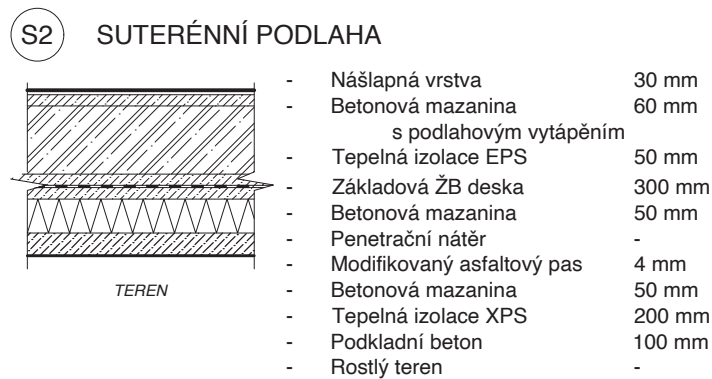 S2 SUTERÉNNÍ PODLAHA
- Nášlapná vrstva 30 mm
- Betonová mazanina 60 mm
s podlahovým vytápěním
- Tepelná izolace EPS 50 mm
- Základová ŽB deska 300 mm
- Betonová mazanina 50 mm
- Penetrační nátěr -
- Modifikovaný asfaltový pas 4 mm
- Betonová mazanina 50 mm
- Tepelná izolace XPS 200 mm
- Podkladní beton 100 mm
- Rostlý teren -
TEREN